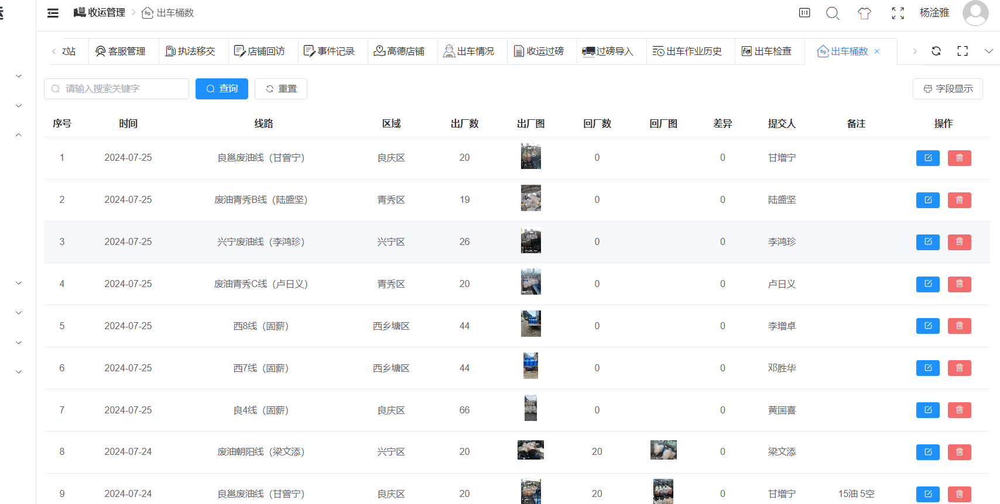 收运管理 出车桶数 杨淦雅
客服管理 执法移交 店铺回访 事件记录 高德店铺 出车情况 收运过磅 过磅导入 出车作业历史 出车检查 出车桶数
请输入搜索关键字 查询 重置 字段显示
序号 时间 线路 区域 出厂数 出厂图 回厂数 回厂图 差异 提交人 备注 操作
1 2024-07-25 良邕废油线（甘曾宁） 良庆区 20 0 0 甘增宁
2 2024-07-25 废油青秀B线（陆盛坚） 青秀区 19 0 0 陆盛坚
3 2024-07-25 兴宁废油线（李鸿珍） 兴宁区 26 0 0 李鸿珍
4 2024-07-25 废油青秀C线（卢日义） 青秀区 20 0 0 卢日义
5 2024-07-25 西8线（固薪） 西乡塘区 44 0 0 李增卓
6 2024-07-25 西7线（固薪） 西乡塘区 44 0 0 邓胜华
7 2024-07-25 良4线（固薪） 良庆区 66 0 0 黄国喜
8 2024-07-24 废油朝阳线（梁文添） 兴宁区 20 20 0 梁文添
9 2024-07-24 良邕废油线（甘曾宁） 良庆区 20 20 0 甘增宁 15油 5空